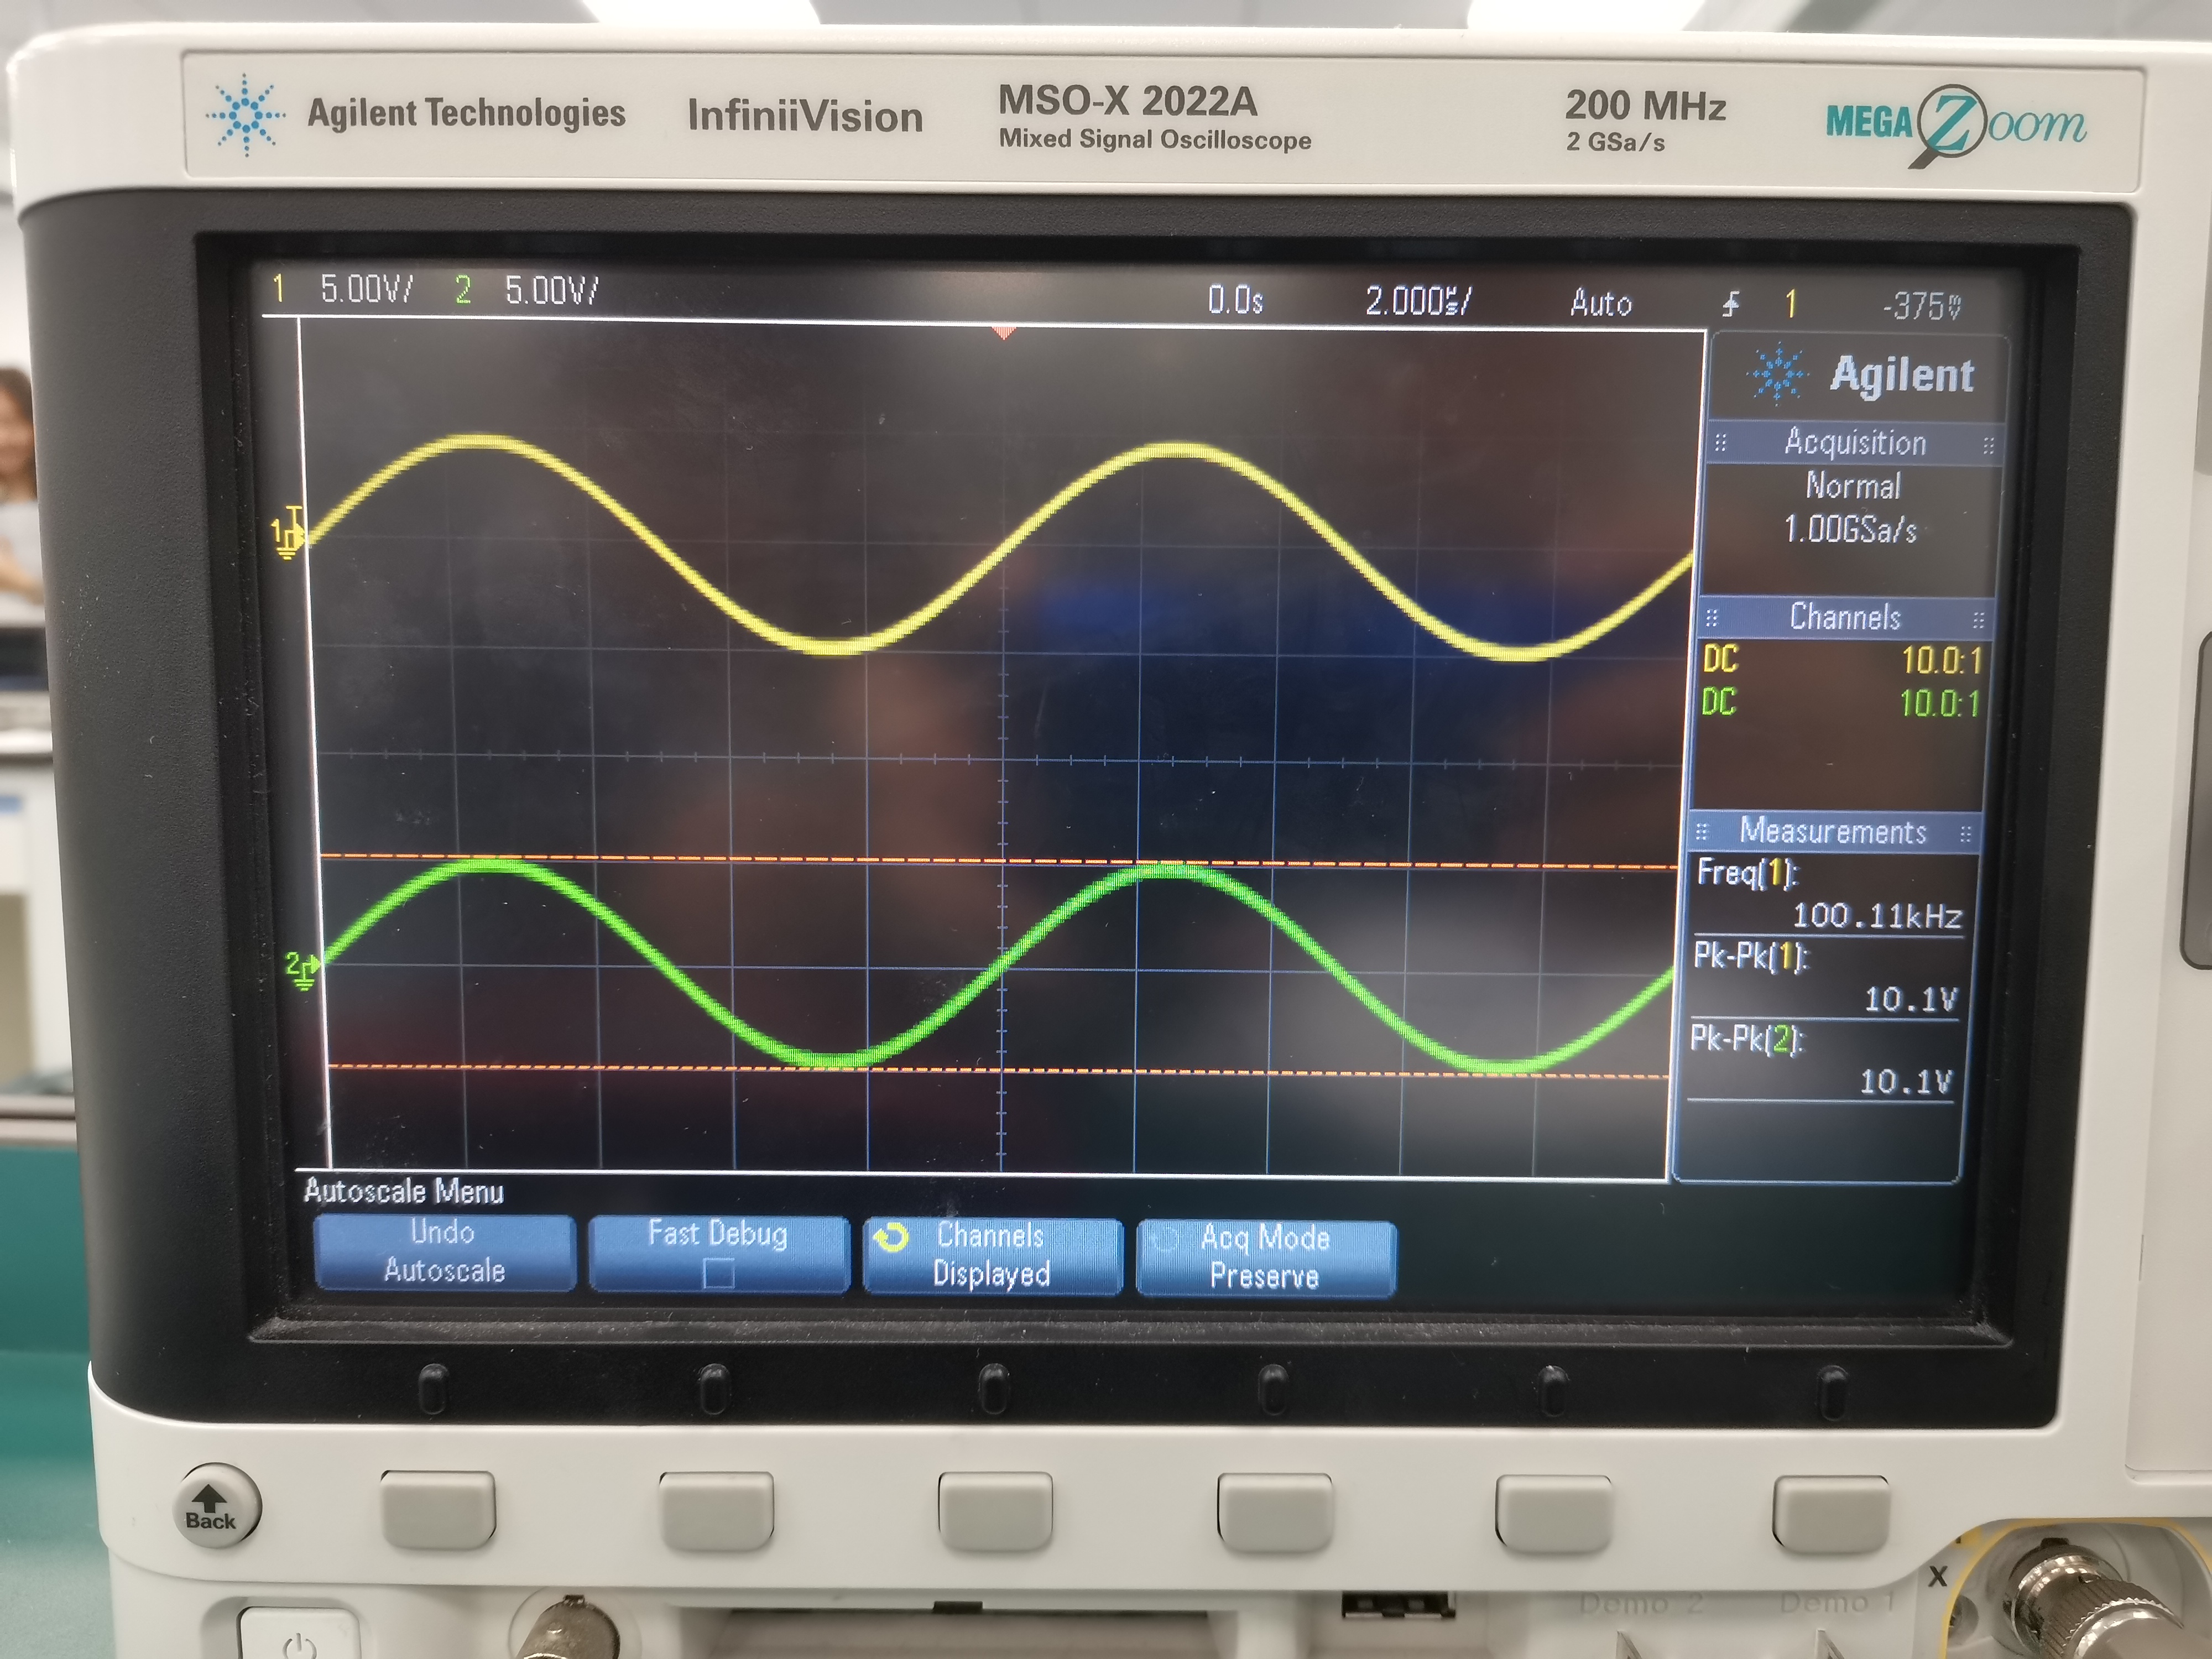 Agilent Technologies InfiniiVision MSO-X 2022A 200 MHz MEGA Zoom
Mixed Signal Oscilloscope 2 GSa/s
1 5.00V/ 2 5.00V/ 0.0s 2.000µs/ Auto 1 -375mV
Agilent
Acquisition
Normal
1.00GSa/s
Channels
DC 10.0:1
DC 10.0:1
Measurements
Freq(1):
100.11kHz
Pk-Pk(1):
10.1V
Pk-Pk(2):
10.1V
T
1
2
Autoscale Menu
Undo
Autoscale
Fast Debug
Channels
Displayed
Acq Mode
Preserve
Back
X
Demo 2 Demo 1